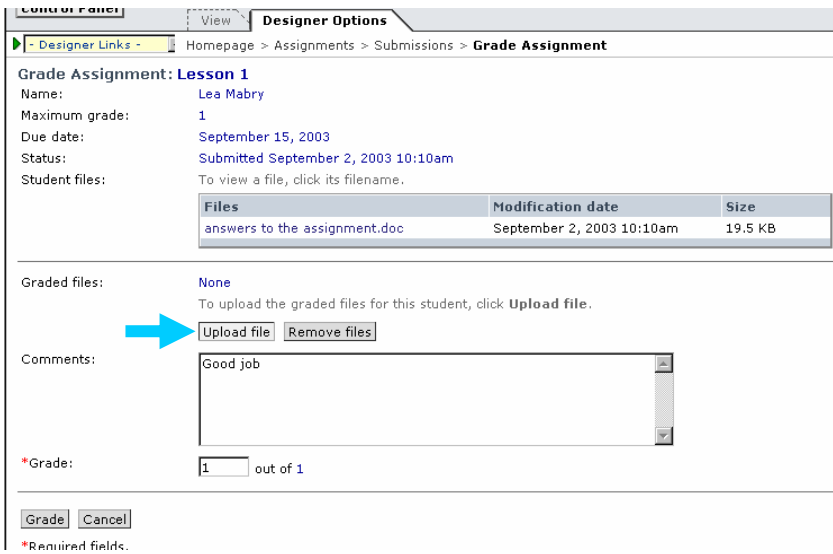 Control Panel
View Designer Options
- Designer Links - Homepage > Assignments > Submissions > Grade Assignment
Grade Assignment: Lesson 1
Name: Lea Mabry
Maximum grade: 1
Due date: September 15, 2003
Status: Submitted September 2, 2003 10:10am
Student files: To view a file, click its filename.
Files Modification date Size
answers to the assignment.doc September 2, 2003 10:10am 19.5 KB
Graded files: None
To upload the graded files for this student, click Upload file.
Upload file Remove files
Comments: Good job
*Grade: 1 out of 1
Grade Cancel
*Required fields.